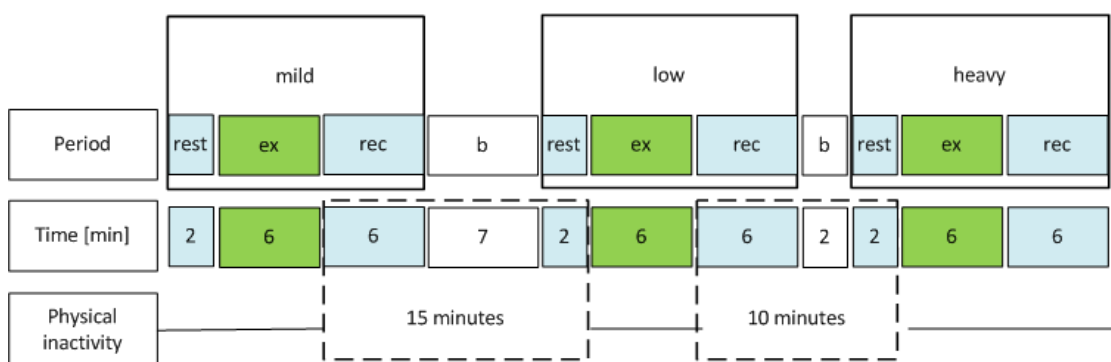 mild low heavy
Period rest ex rec b rest ex rec b rest ex rec
Time [min] 2 6 6 7 2 6 6 2 2 6 6
Physical
inactivity
15 minutes 10 minutes